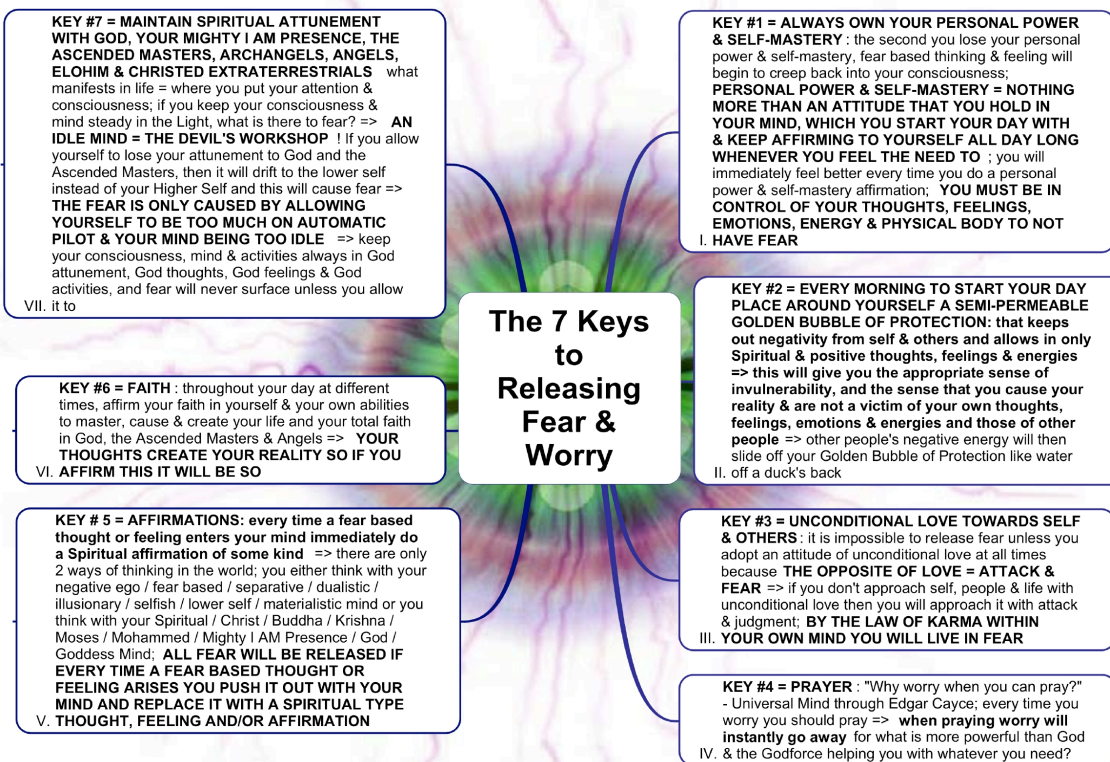 The 7 Keys
to
Releasing
Fear &
Worry
KEY #1 = ALWAYS OWN YOUR PERSONAL POWER
& SELF-MASTERY : the second you lose your personal
power & self-mastery, fear based thinking & feeling will
begin to creep back into your consciousness;
PERSONAL POWER & SELF-MASTERY = NOTHING
MORE THAN AN ATTITUDE THAT YOU HOLD IN
YOUR MIND, WHICH YOU START YOUR DAY WITH
& KEEP AFFIRMING TO YOURSELF ALL DAY LONG
WHENEVER YOU FEEL THE NEED TO ; you will
immediately feel better every time you do a personal
power & self-mastery affirmation; YOU MUST BE IN
CONTROL OF YOUR THOUGHTS, FEELINGS,
EMOTIONS, ENERGY & PHYSICAL BODY TO NOT
I. HAVE FEAR
KEY #2 = EVERY MORNING TO START YOUR DAY
PLACE AROUND YOURSELF A SEMI-PERMEABLE
GOLDEN BUBBLE OF PROTECTION: that keeps
out negativity from self & others and allows in only
Spiritual & positive thoughts, feelings & energies
=> this will give you the appropriate sense of
invulnerability, and the sense that you cause your
reality & are not a victim of your own thoughts,
feelings, emotions & energies and those of other
people => other people's negative energy will then
slide off your Golden Bubble of Protection like water
II. off a duck's back
KEY #3 = UNCONDITIONAL LOVE TOWARDS SELF
& OTHERS : it is impossible to release fear unless you
adopt an attitude of unconditional love at all times
because THE OPPOSITE OF LOVE = ATTACK &
FEAR => if you don't approach self, people & life with
unconditional love then you will approach it with attack
& judgment; BY THE LAW OF KARMA WITHIN
III. YOUR OWN MIND YOU WILL LIVE IN FEAR
KEY #4 = PRAYER : "Why worry when you can pray?"
- Universal Mind through Edgar Cayce; every time you
worry you should pray => when praying worry will
instantly go away for what is more powerful than God
IV. & the Godforce helping you with whatever you need?
KEY # 5 = AFFIRMATIONS: every time a fear based
thought or feeling enters your mind immediately do
a Spiritual affirmation of some kind => there are only
2 ways of thinking in the world; you either think with your
negative ego / fear based / separative / dualistic /
illusionary / selfish / lower self / materialistic mind or you
think with your Spiritual / Christ / Buddha / Krishna /
Moses / Mohammed / Mighty I AM Presence / God /
Goddess Mind; ALL FEAR WILL BE RELEASED IF
EVERY TIME A FEAR BASED THOUGHT OR
FEELING ARISES YOU PUSH IT OUT WITH YOUR
MIND AND REPLACE IT WITH A SPIRITUAL TYPE
V. THOUGHT, FEELING AND/OR AFFIRMATION
KEY #6 = FAITH : throughout your day at different
times, affirm your faith in yourself & your own abilities
to master, cause & create your life and your total faith
in God, the Ascended Masters & Angels => YOUR
THOUGHTS CREATE YOUR REALITY SO IF YOU
VI. AFFIRM THIS IT WILL BE SO
KEY #7 = MAINTAIN SPIRITUAL ATTUNEMENT
WITH GOD, YOUR MIGHTY I AM PRESENCE, THE
ASCENDED MASTERS, ARCHANGELS, ANGELS,
ELOHIM & CHRISTED EXTRATERRESTRIALS what
manifests in life = where you put your attention &
consciousness; if you keep your consciousness &
mind steady in the Light, what is there to fear? => AN
IDLE MIND = THE DEVIL'S WORKSHOP ! If you allow
yourself to lose your attunement to God and the
Ascended Masters, then it will drift to the lower self
instead of your Higher Self and this will cause fear =>
THE FEAR IS ONLY CAUSED BY ALLOWING
YOURSELF TO BE TOO MUCH ON AUTOMATIC
PILOT & YOUR MIND BEING TOO IDLE => keep
your consciousness, mind & activities always in God
attunement, God thoughts, God feelings & God
activities, and fear will never surface unless you allow
VII. it to